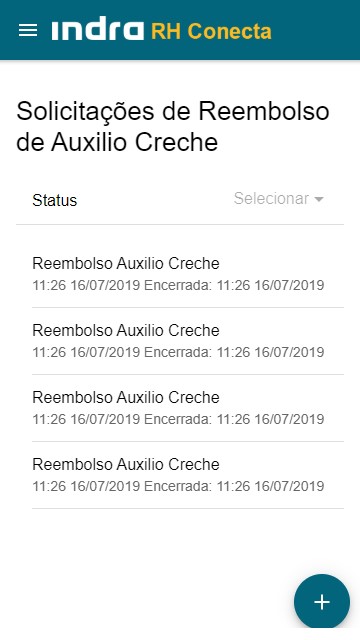 indra RH Conecta
Solicitações de Reembolso
de Auxilio Creche
Status Selecionar
Reembolso Auxilio Creche
11:26 16/07/2019 Encerrada: 11:26 16/07/2019
Reembolso Auxilio Creche
11:26 16/07/2019 Encerrada: 11:26 16/07/2019
Reembolso Auxilio Creche
11:26 16/07/2019 Encerrada: 11:26 16/07/2019
Reembolso Auxilio Creche
11:26 16/07/2019 Encerrada: 11:26 16/07/2019